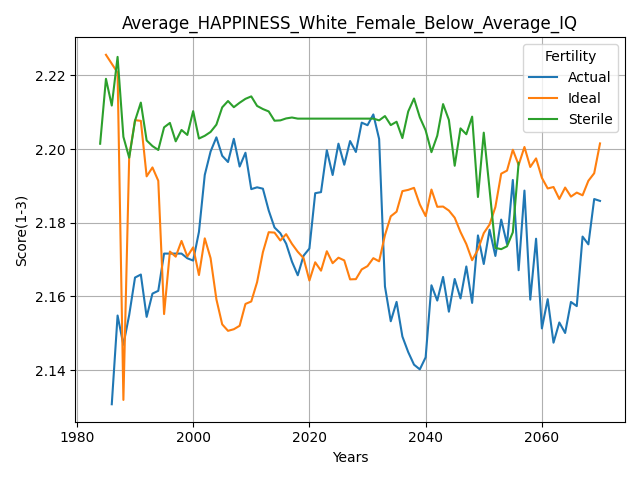 Average_HAPPINESS_White_Female_Below_Average_IQ
Fertility
Actual
Ideal
Sterile
Score(1-3)
2.22
2.20
2.18
2.16
2.14
1980
2000
2020
2040
2060
Years